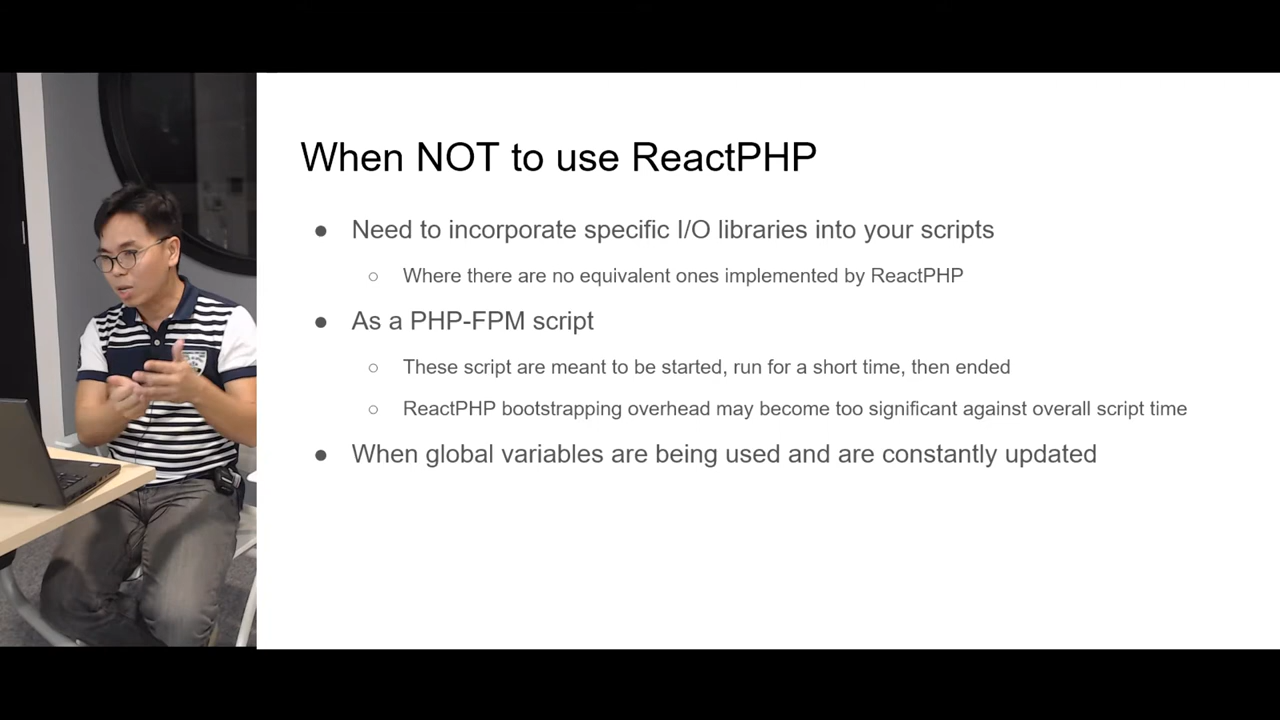 When NOT to use ReactPHP
● Need to incorporate specific I/O libraries into your scripts
○ Where there are no equivalent ones implemented by ReactPHP
● As a PHP-FPM script
○ These script are meant to be started, run for a short time, then ended
○ ReactPHP bootstrapping overhead may become too significant against overall script time
● When global variables are being used and are constantly updated